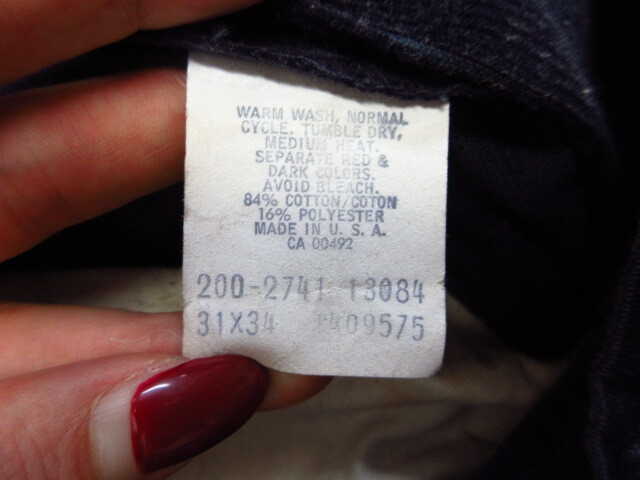 WARM WASH, NORMAL
CYCLE. TUMBLE DRY,
MEDIUM HEAT.
SEPARATE RED &
DARK COLORS.
AVOID BLEACH.
84% COTTON/COTON
16% POLYESTER
MADE IN U. S. A.
CA 00492
200-2741 13084
31X34 1409575